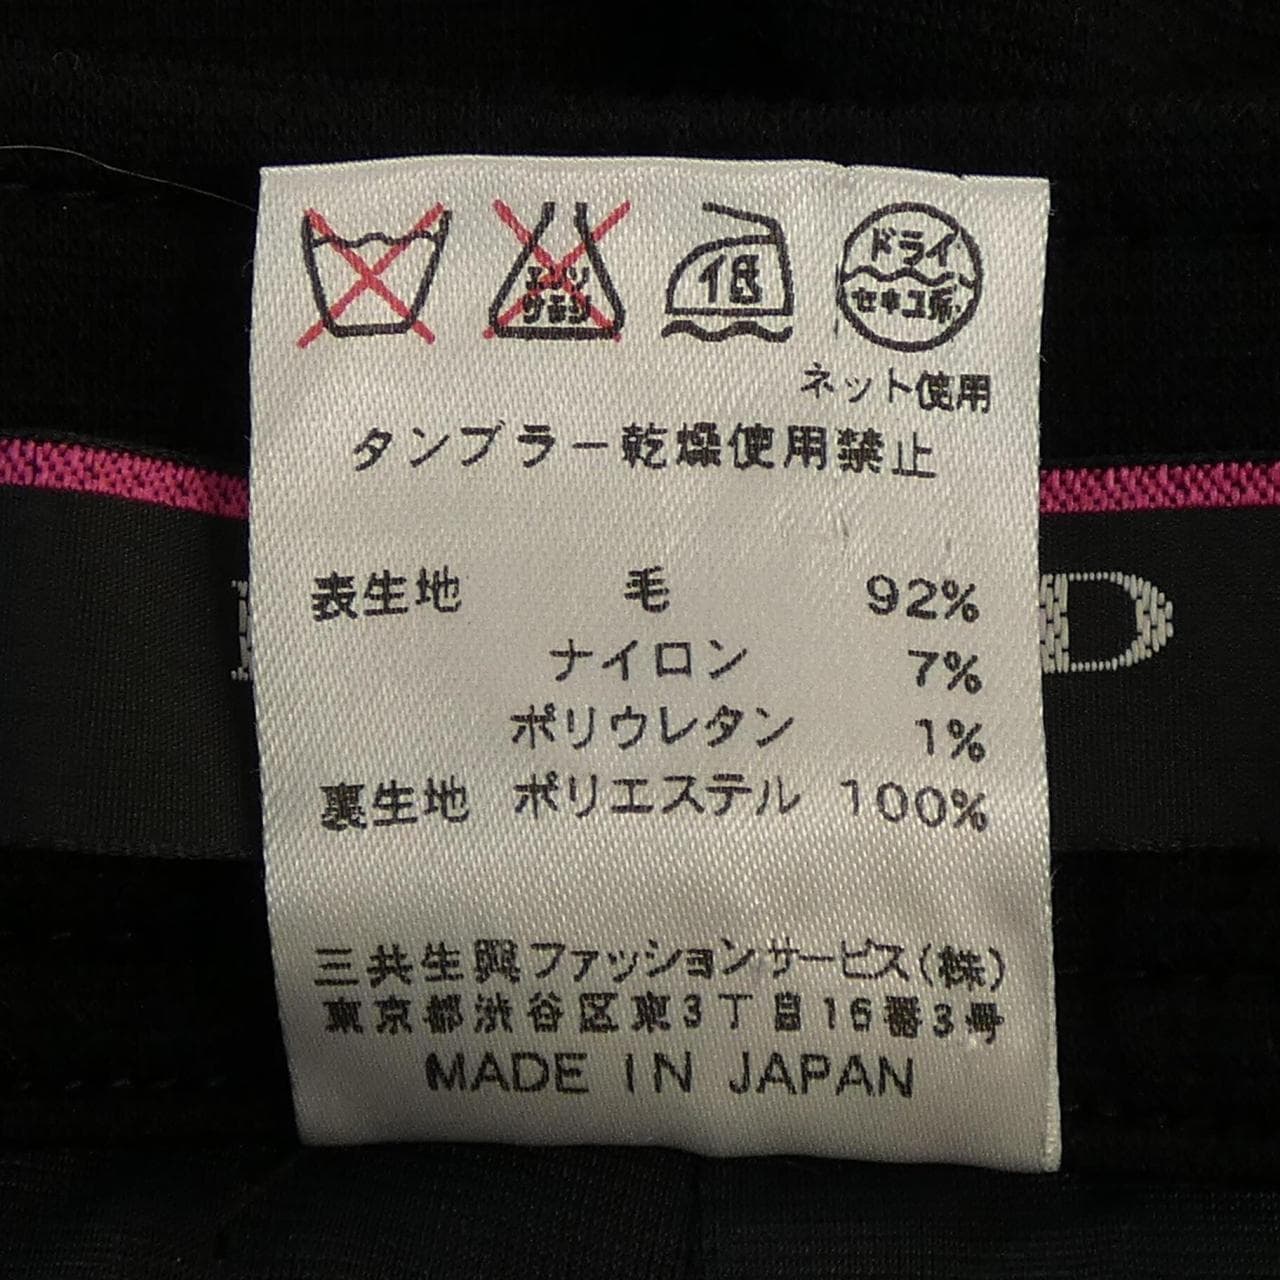 エンソ
サラシ
低
ドライ
セキユ系
ネット使用
タンブラー乾燥使用禁止
表生地 毛 92%
ナイロン 7%
ポリウレタン 1%
裏生地 ポリエステル 100%
三共生興ファッションサービス(株)
東京都渋谷区東3丁目16番3号
MADE IN JAPAN
D